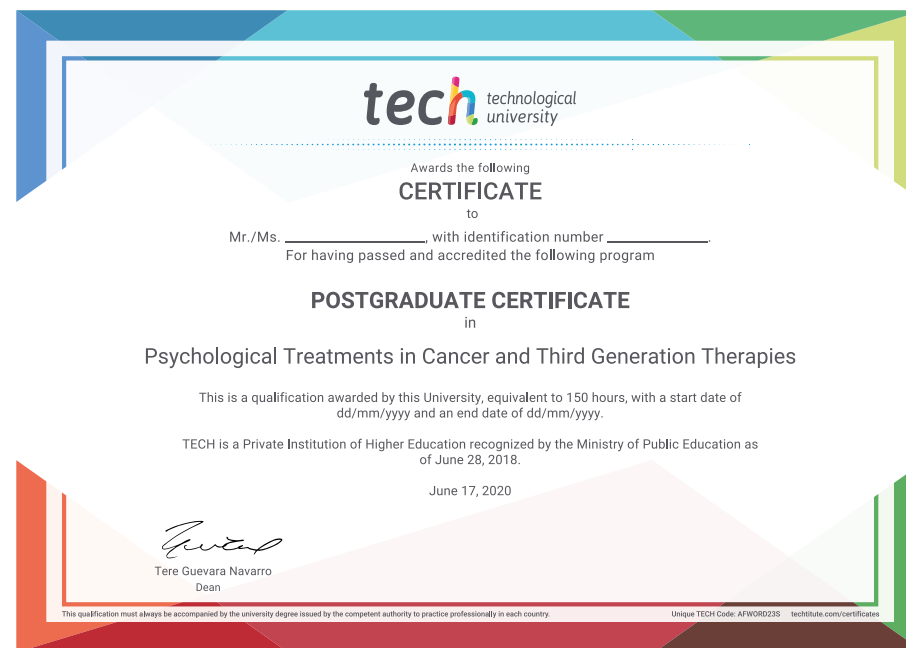 tech technological
university
Awards the following
CERTIFICATE
to
Mr./Ms. ____________________, with identification number ______________.
For having passed and accredited the following program
POSTGRADUATE CERTIFICATE
in
Psychological Treatments in Cancer and Third Generation Therapies
This is a qualification awarded by this University, equivalent to 150 hours, with a start date of
dd/mm/yyyy and an end date of dd/mm/yyyy.
TECH is a Private Institution of Higher Education recognized by the Ministry of Public Education as
of June 28, 2018.
June 17, 2020
Tere Guevara Navarro
Dean
This qualification must always be accompanied by the university degree issued by the competent authority to practice professionally in each country. Unique TECH Code: AFWORD23S techtitute.com/certificates